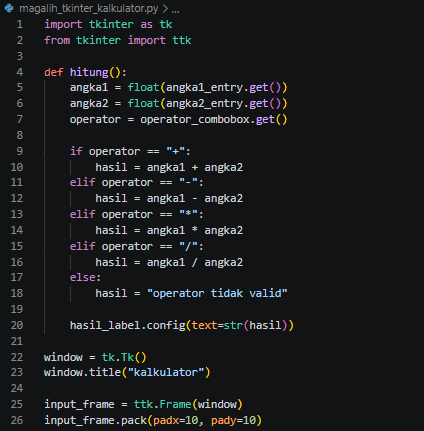 magalih_tkinter_kalkulator.py > ...
1 import tkinter as tk
2 from tkinter import ttk
3
4 def hitung():
5     angka1 = float(angka1_entry.get())
6     angka2 = float(angka2_entry.get())
7     operator = operator_combobox.get()
8
9     if operator == "+":
10         hasil = angka1 + angka2
11     elif operator == "-":
12         hasil = angka1 - angka2
13     elif operator == "*":
14         hasil = angka1 * angka2
15     elif operator == "/":
16         hasil = angka1 / angka2
17     else:
18         hasil = "operator tidak valid"
19
20     hasil_label.config(text=str(hasil))
21
22 window = tk.Tk()
23 window.title("kalkulator")
24
25 input_frame = ttk.Frame(window)
26 input_frame.pack(padx=10, pady=10)